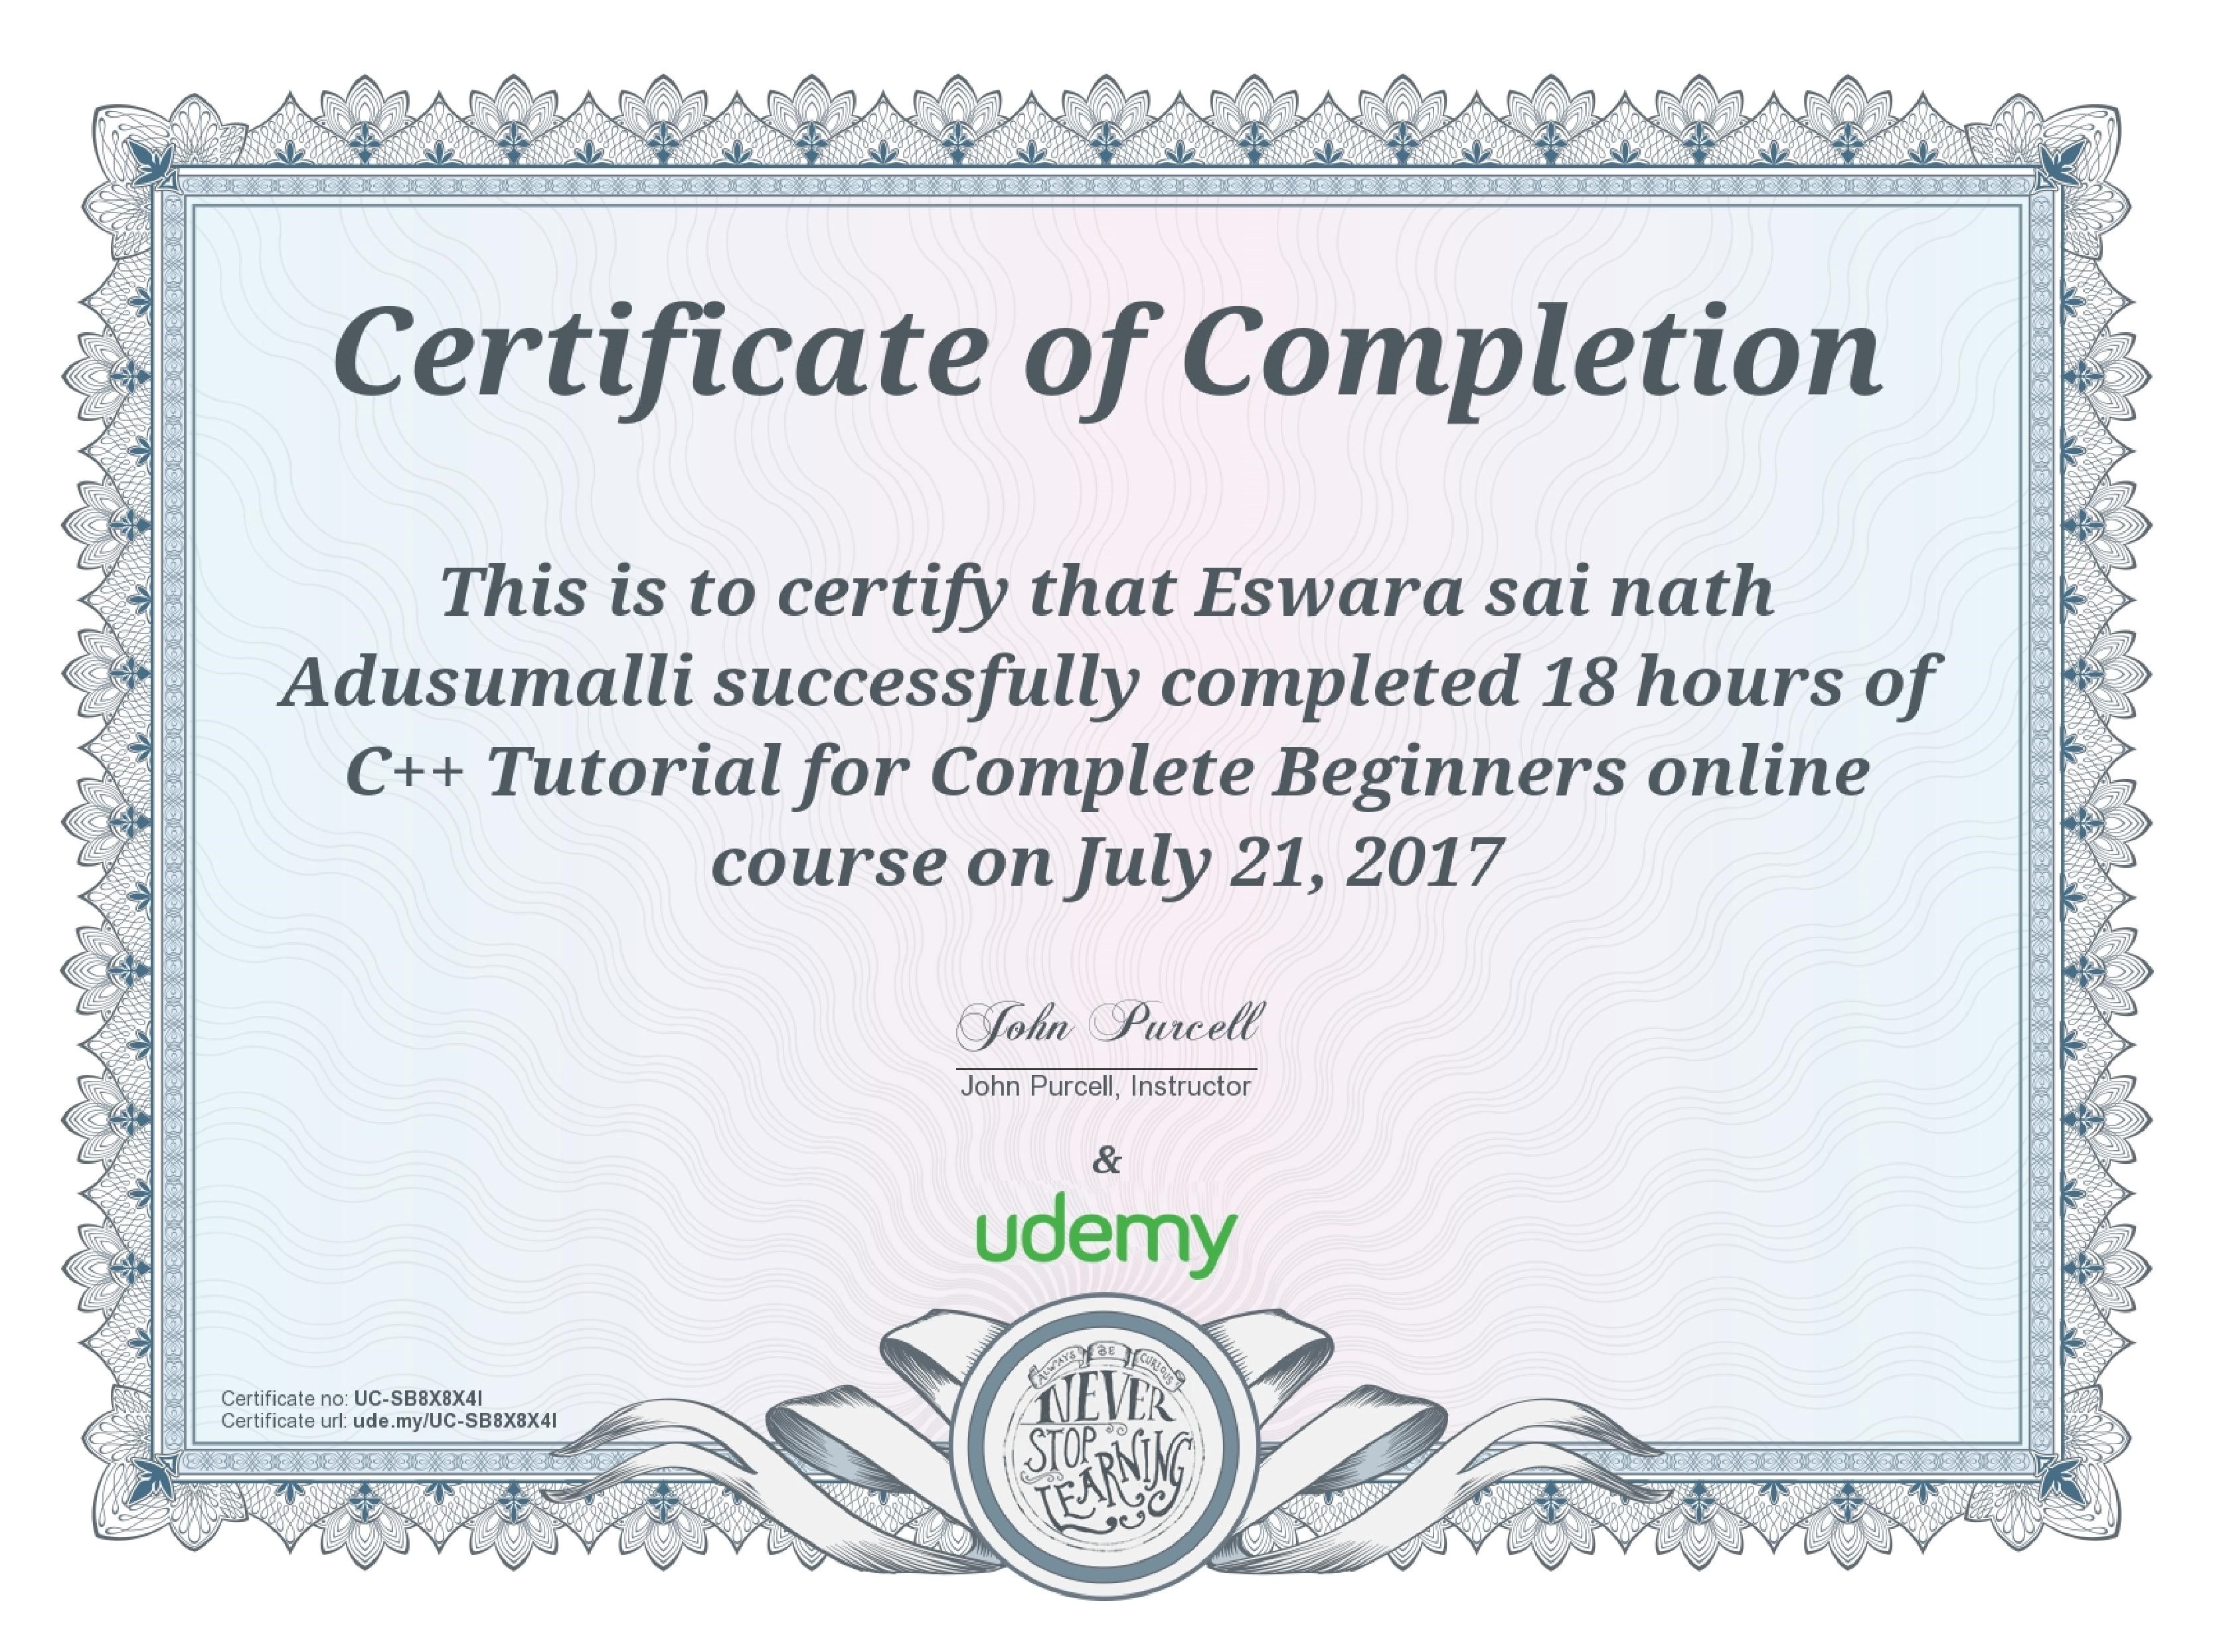 Certificate of Completion
This is to certify that Eswara sai nath
Adusumalli successfully completed 18 hours of
C++ Tutorial for Complete Beginners online
course on July 21, 2017
John Purcell
John Purcell, Instructor
&
udemy
ALWAYS BE CURIOUS
NEVER
STOP
LEARNING
Certificate no: UC-SB8X8X4I
Certificate url: ude.my/UC-SB8X8X4I